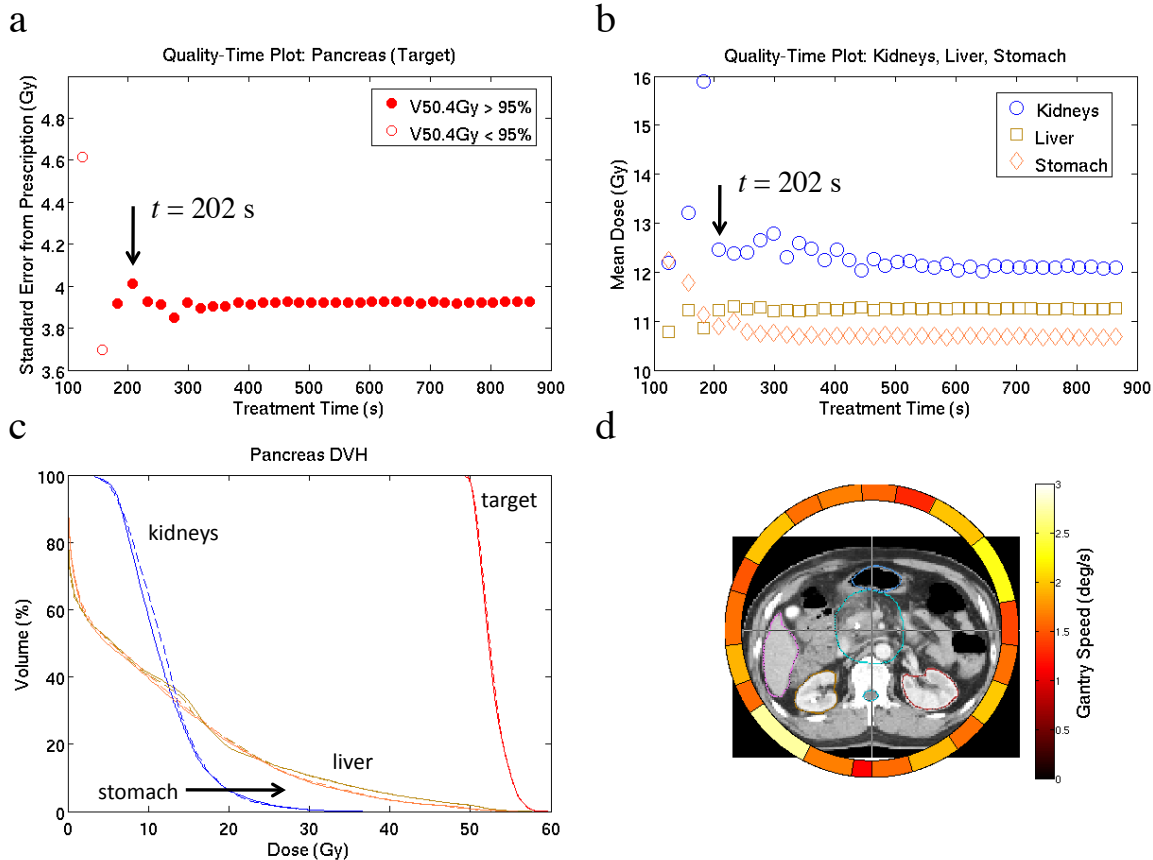 a
Quality-Time Plot: Pancreas (Target)
Standard Error from Prescription (Gy)
4.8
4.6
4.4
4.2
4
3.8
3.6
V50.4Gy > 95%
V50.4Gy < 95%
t = 202 s
100 200 300 400 500 600 700 800 900
Treatment Time (s)
b
Quality-Time Plot: Kidneys, Liver, Stomach
Mean Dose (Gy)
16
15
14
13
12
11
10
Kidneys
Liver
Stomach
t = 202 s
100 200 300 400 500 600 700 800 900
Treatment Time (s)
c
Pancreas DVH
Volume (%)
100
80
60
40
20
0
kidneys
target
liver
stomach
0 10 20 30 40 50 60
Dose (Gy)
d
3
2.5
2
1.5
1
0.5
0
Gantry Speed (deg/s)